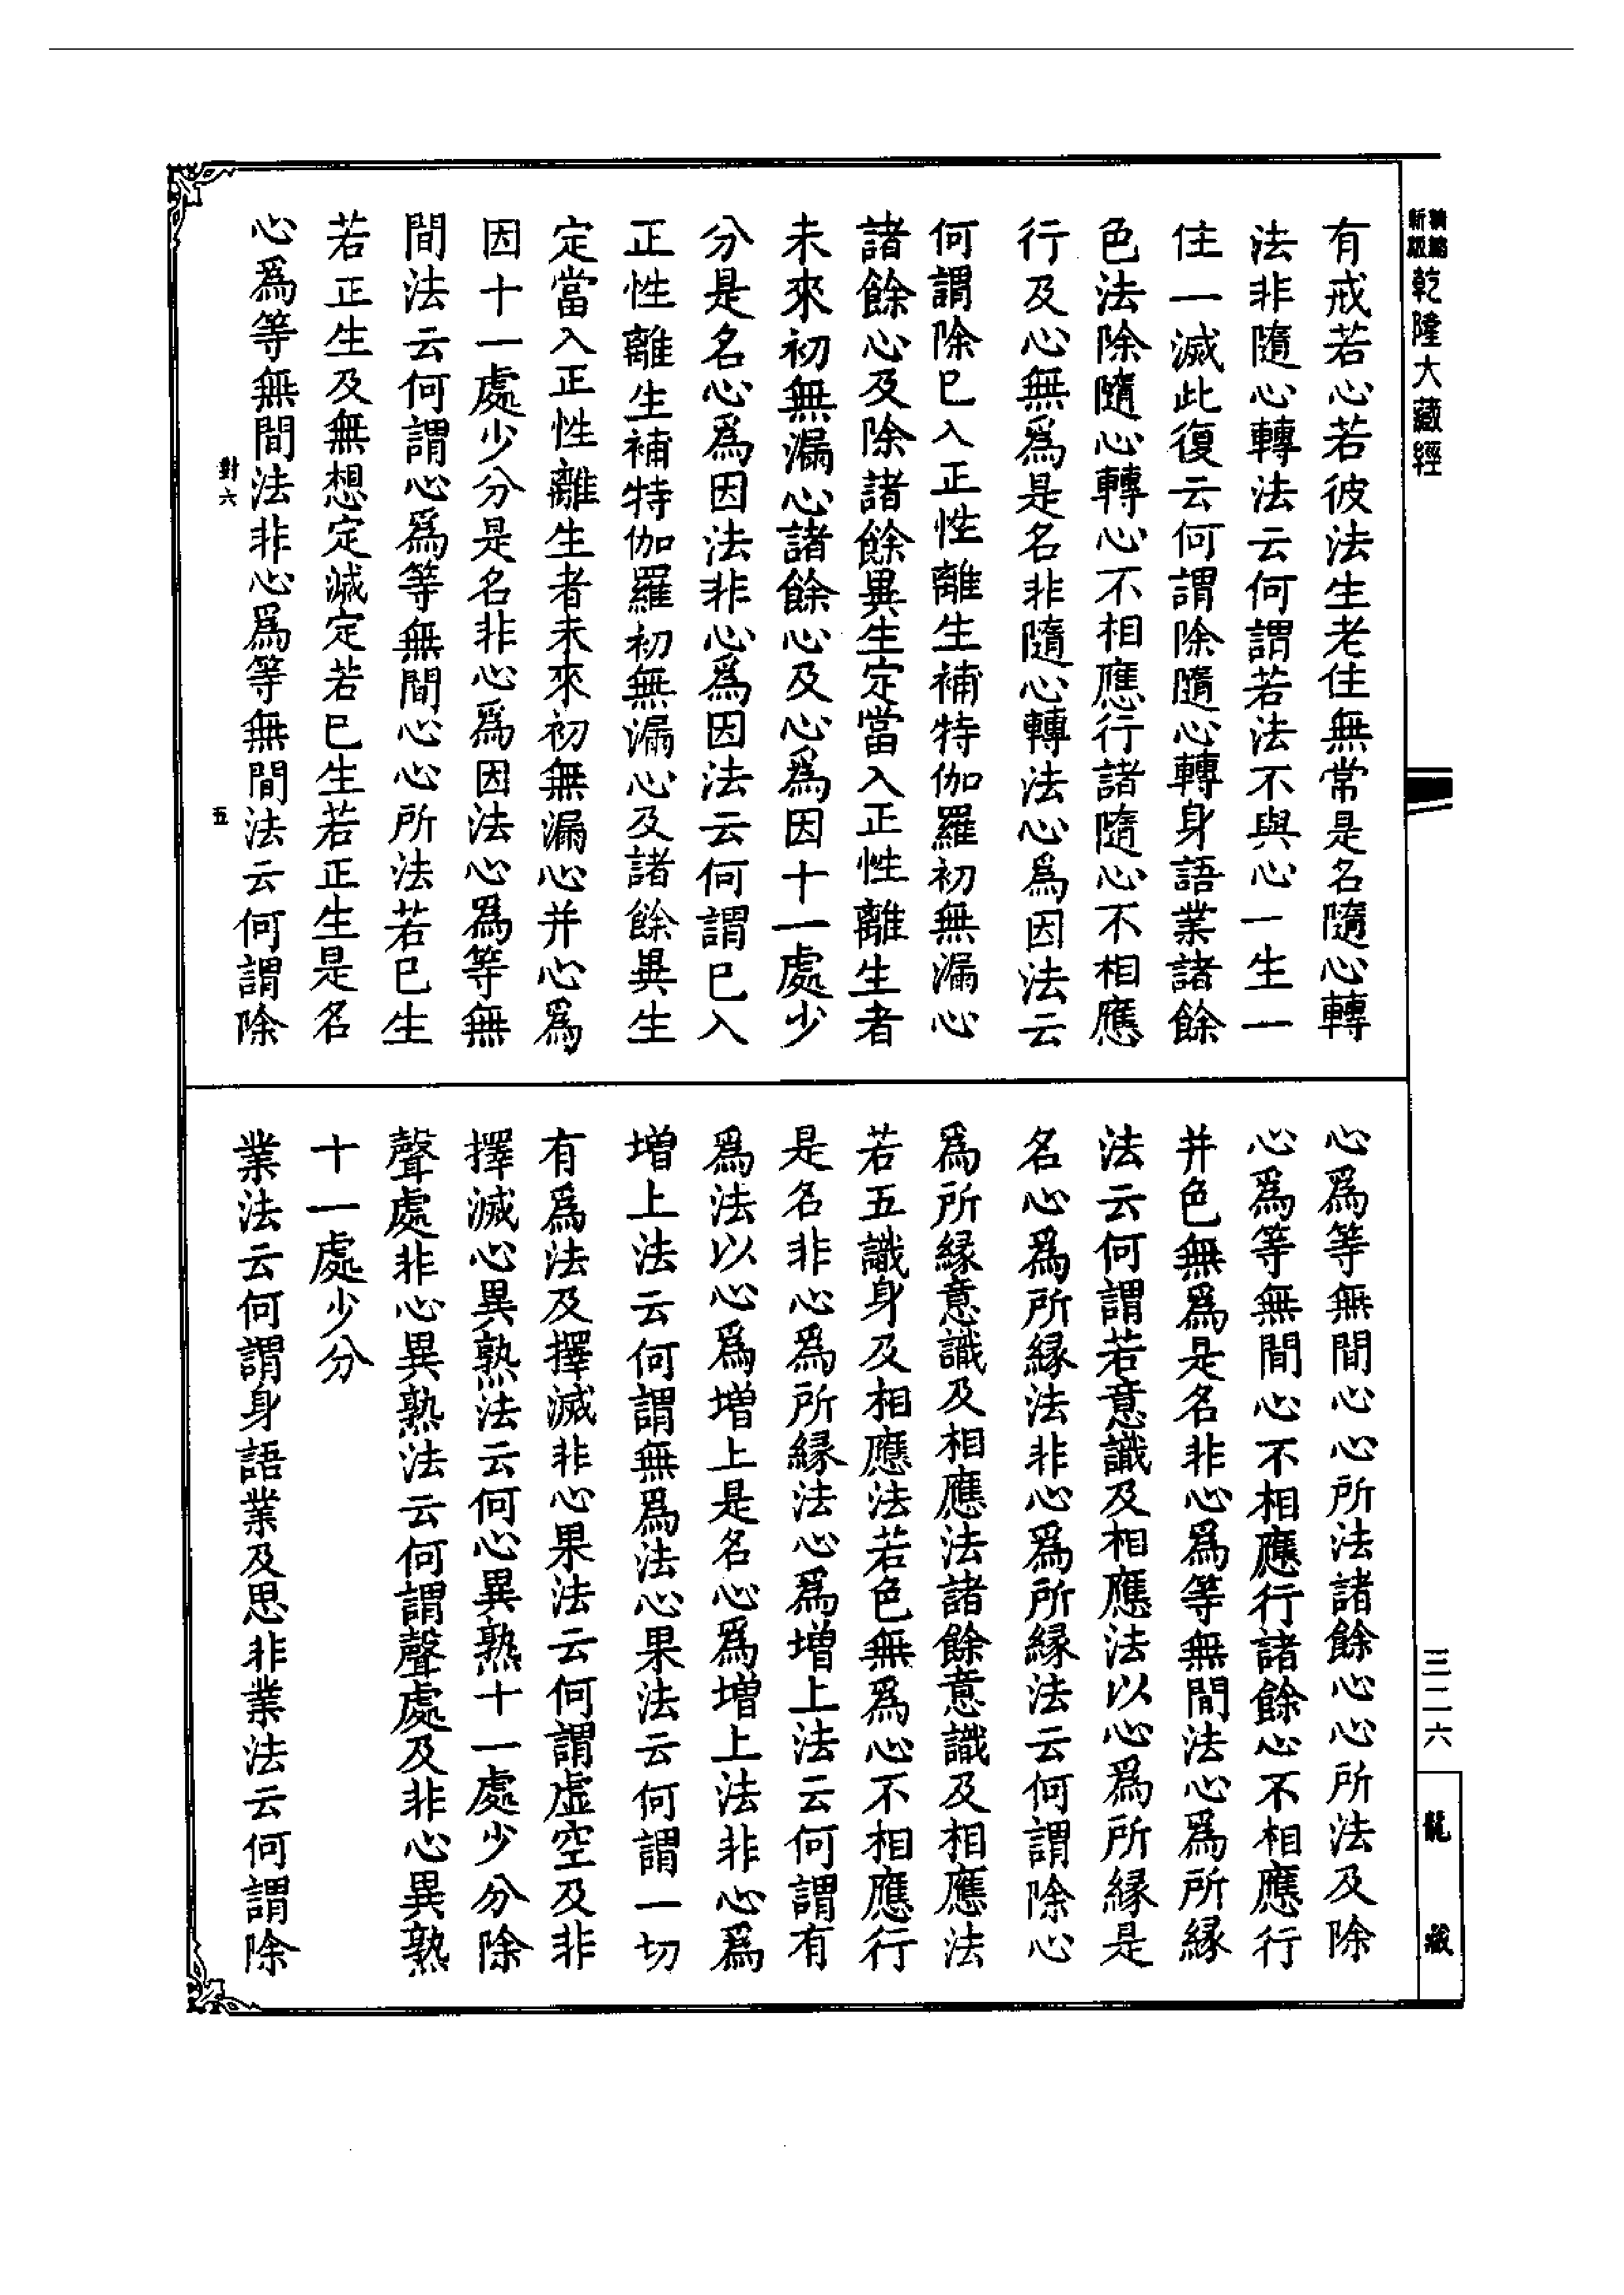 精縮新版乾隆大藏經
有戒若心若彼法生老住無常是名隨心轉
法非隨心轉法云何謂若法不與心一生一
住一滅此復云何謂除隨心轉身語業諸餘
色法除隨心轉心不相應行諸隨心不相應
行及心無爲是名非隨心轉法心爲因法云
何謂除已入正性離生補特伽羅初無漏心
諸餘心及除諸餘異生定當入正性離生者
未來初無漏心諸餘心及心爲因十一處少
分是名心爲因法非心爲因法云何謂已入
正性離生補特伽羅初無漏心及諸餘異生
定當入正性離生者未來初無漏心并心爲
因十一處少分是名非心爲因法心爲等無
間法云何謂心爲等無間心心所法若已生
若正生及無想定滅定若已生若正生是名
心爲等無間法非心爲等無間法云何謂除
對六
五
心爲等無間心心所法諸餘心心所法及除
心爲等無間心不相應行諸餘心不相應行
并色無爲是名非心爲等無間法心爲所緣
法云何謂若意識及相應法以心爲所緣是
名心爲所緣法非心爲所緣法云何謂除心
爲所緣意識及相應法諸餘意識及相應法
若五識身及相應法若色無爲心不相應行
是名非心爲所緣法心爲增上法云何謂有
爲法以心爲增上是名心爲增上法非心爲
增上法云何謂無爲法心果法云何謂一切
有爲法及擇滅非心果法云何謂虛空及非
擇滅心異熟法云何心異熟十一處少分除
聲處非心異熟法云何謂聲處及非心異熟
十一處少分
業法云何謂身語業及思非業法云何謂除
三二六
龍藏